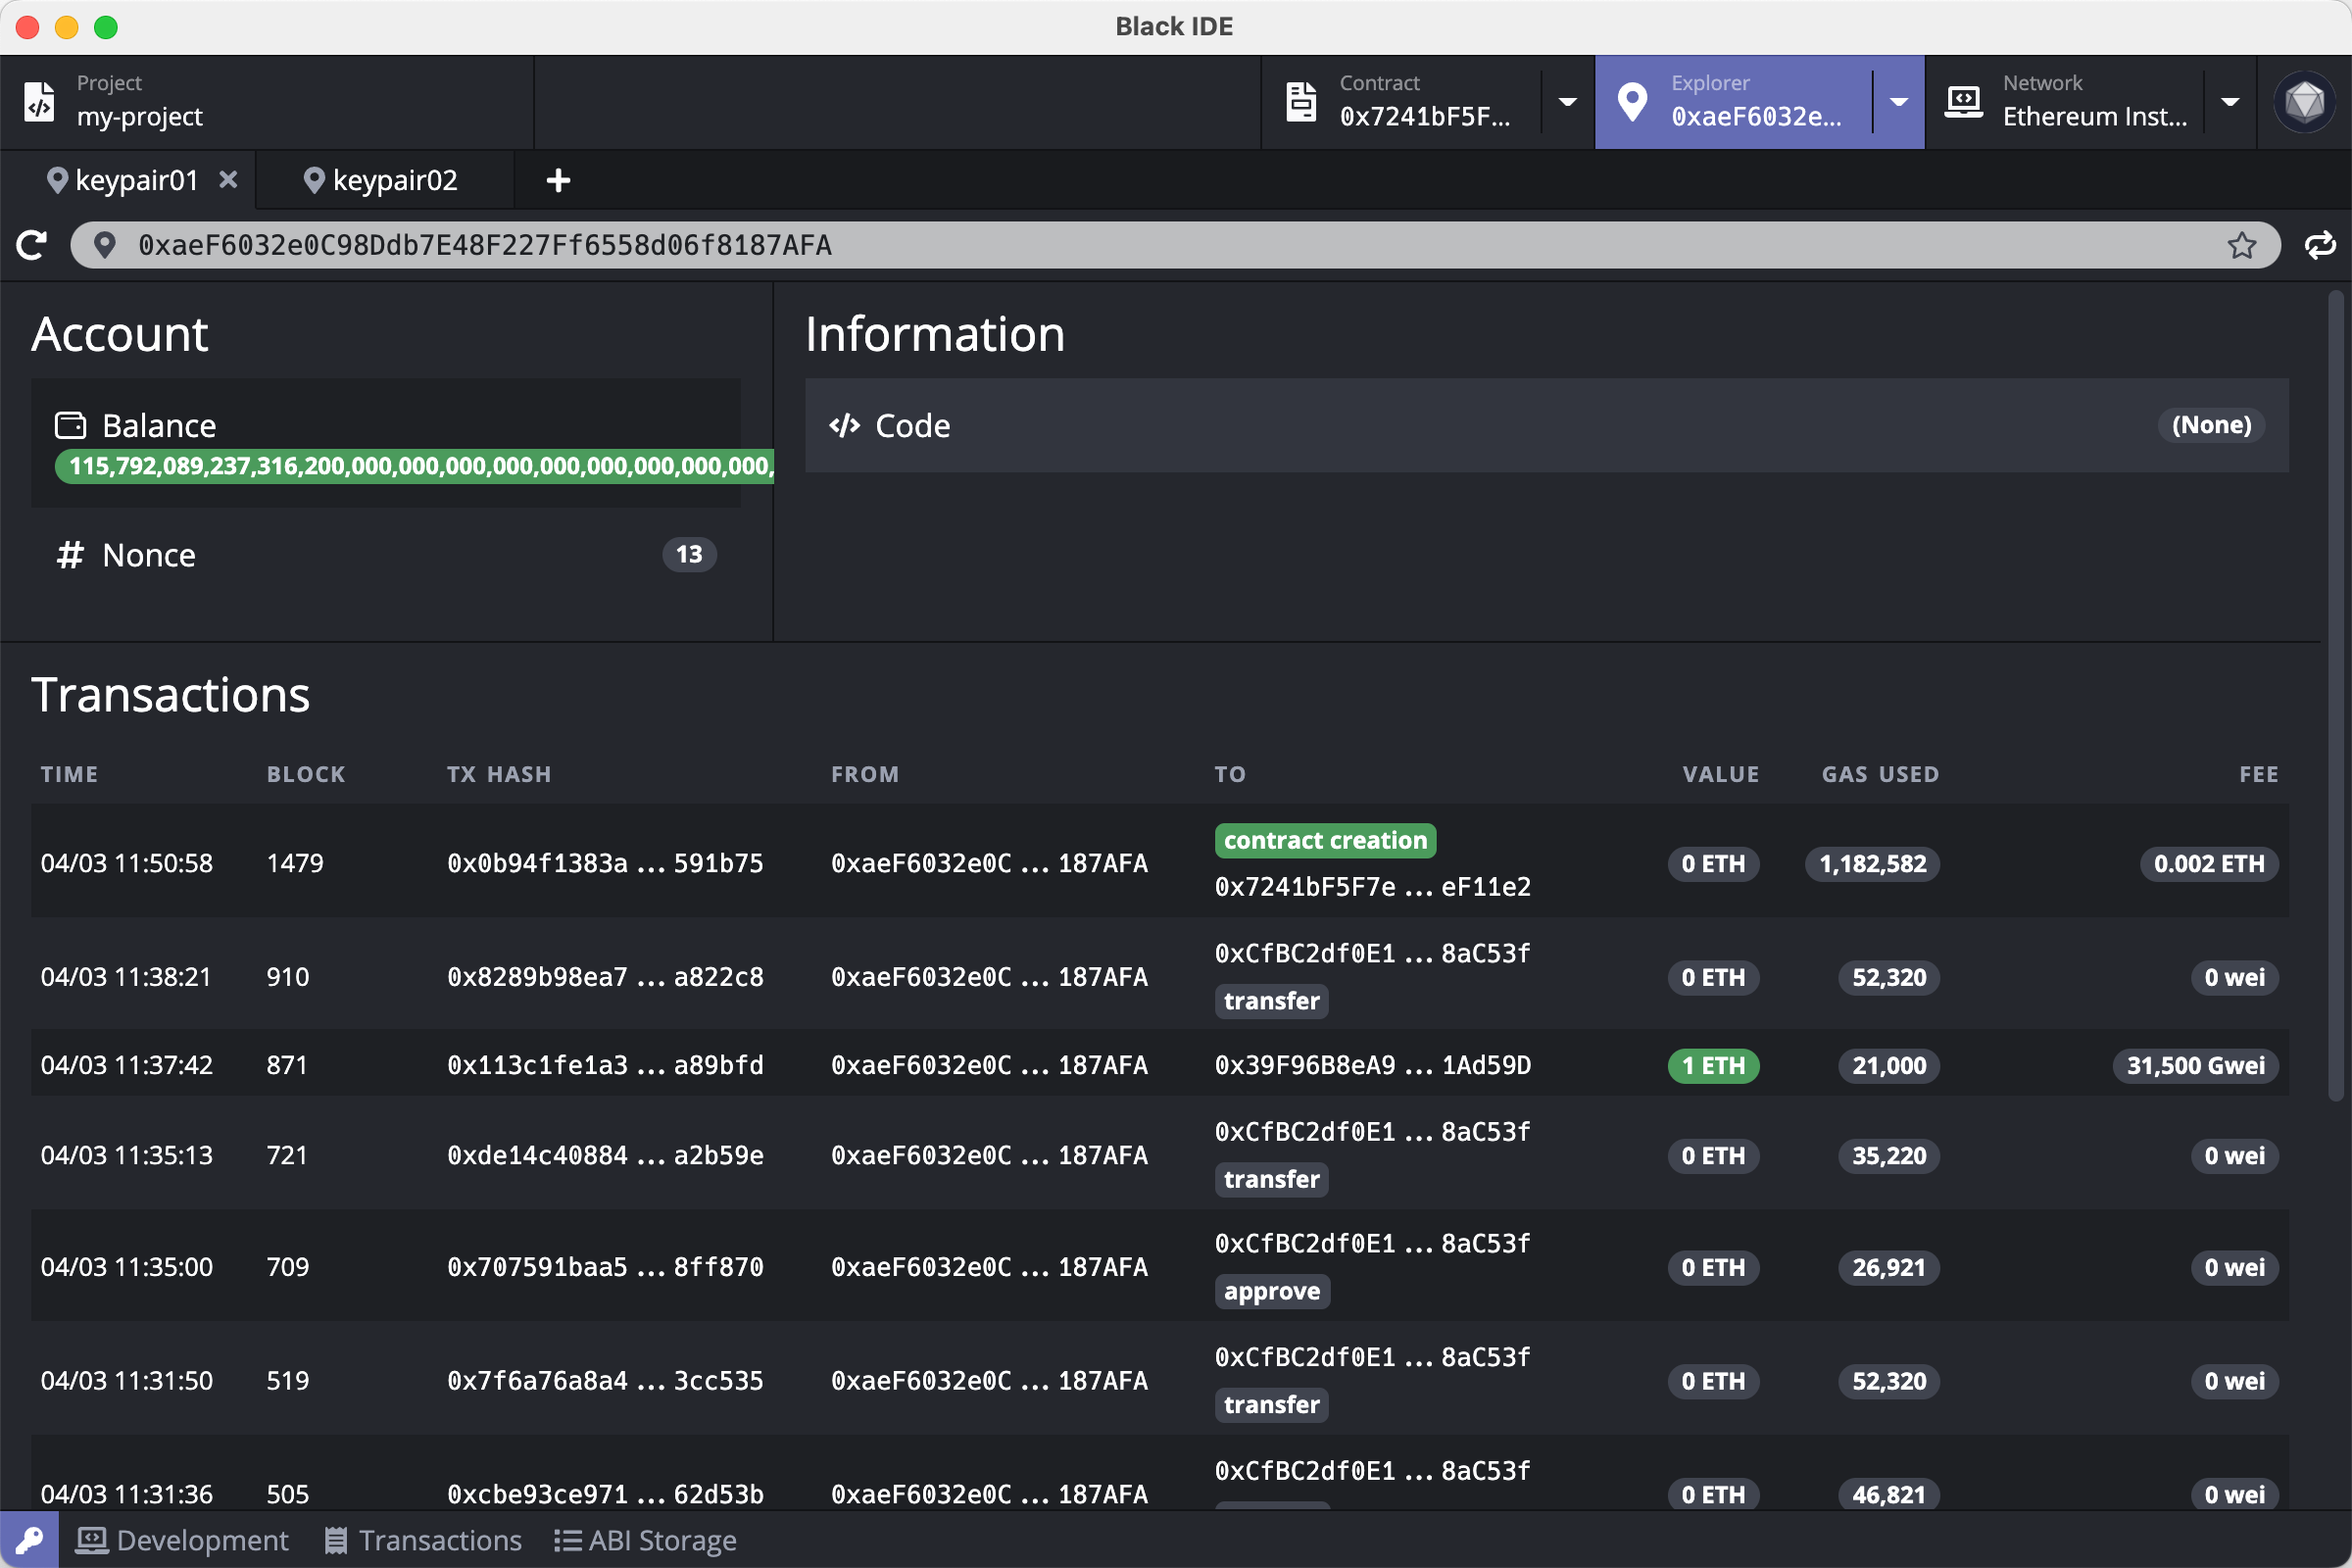 Black IDE
Project
my-project
Contract
0x7241bF5F...
Explorer
0xaeF6032e...
Network
Ethereum Inst...
keypair01
keypair02
0xaeF6032e0C98Ddb7E48F227Ff6558d06f8187AFA
Account
Balance
115,792,089,237,316,200,000,000,000,000,000,000,000,000,000,
# Nonce 13
Information
</> Code (None)
Transactions
TIME BLOCK TX HASH FROM TO VALUE GAS USED FEE
contract creation
04/03 11:50:58 1479 0x0b94f1383a ... 591b75 0xaeF6032e0C ... 187AFA 0x7241bF5F7e ... eF11e2 0 ETH 1,182,582 0.002 ETH
04/03 11:38:21 910 0x8289b98ea7 ... a822c8 0xaeF6032e0C ... 187AFA 0xCfBC2df0E1 ... 8aC53f 0 ETH 52,320 0 wei
transfer
04/03 11:37:42 871 0x113c1fe1a3 ... a89bfd 0xaeF6032e0C ... 187AFA 0x39F96B8eA9 ... 1Ad59D 1 ETH 21,000 31,500 Gwei
04/03 11:35:13 721 0xde14c40884 ... a2b59e 0xaeF6032e0C ... 187AFA 0xCfBC2df0E1 ... 8aC53f 0 ETH 35,220 0 wei
transfer
04/03 11:35:00 709 0x707591baa5 ... 8ff870 0xaeF6032e0C ... 187AFA 0xCfBC2df0E1 ... 8aC53f 0 ETH 26,921 0 wei
approve
04/03 11:31:50 519 0x7f6a76a8a4 ... 3cc535 0xaeF6032e0C ... 187AFA 0xCfBC2df0E1 ... 8aC53f 0 ETH 52,320 0 wei
transfer
04/03 11:31:36 505 0xcbe93ce971 ... 62d53b 0xaeF6032e0C ... 187AFA 0xCfBC2df0E1 ... 8aC53f 0 ETH 46,821 0 wei
Development Transactions ABI Storage